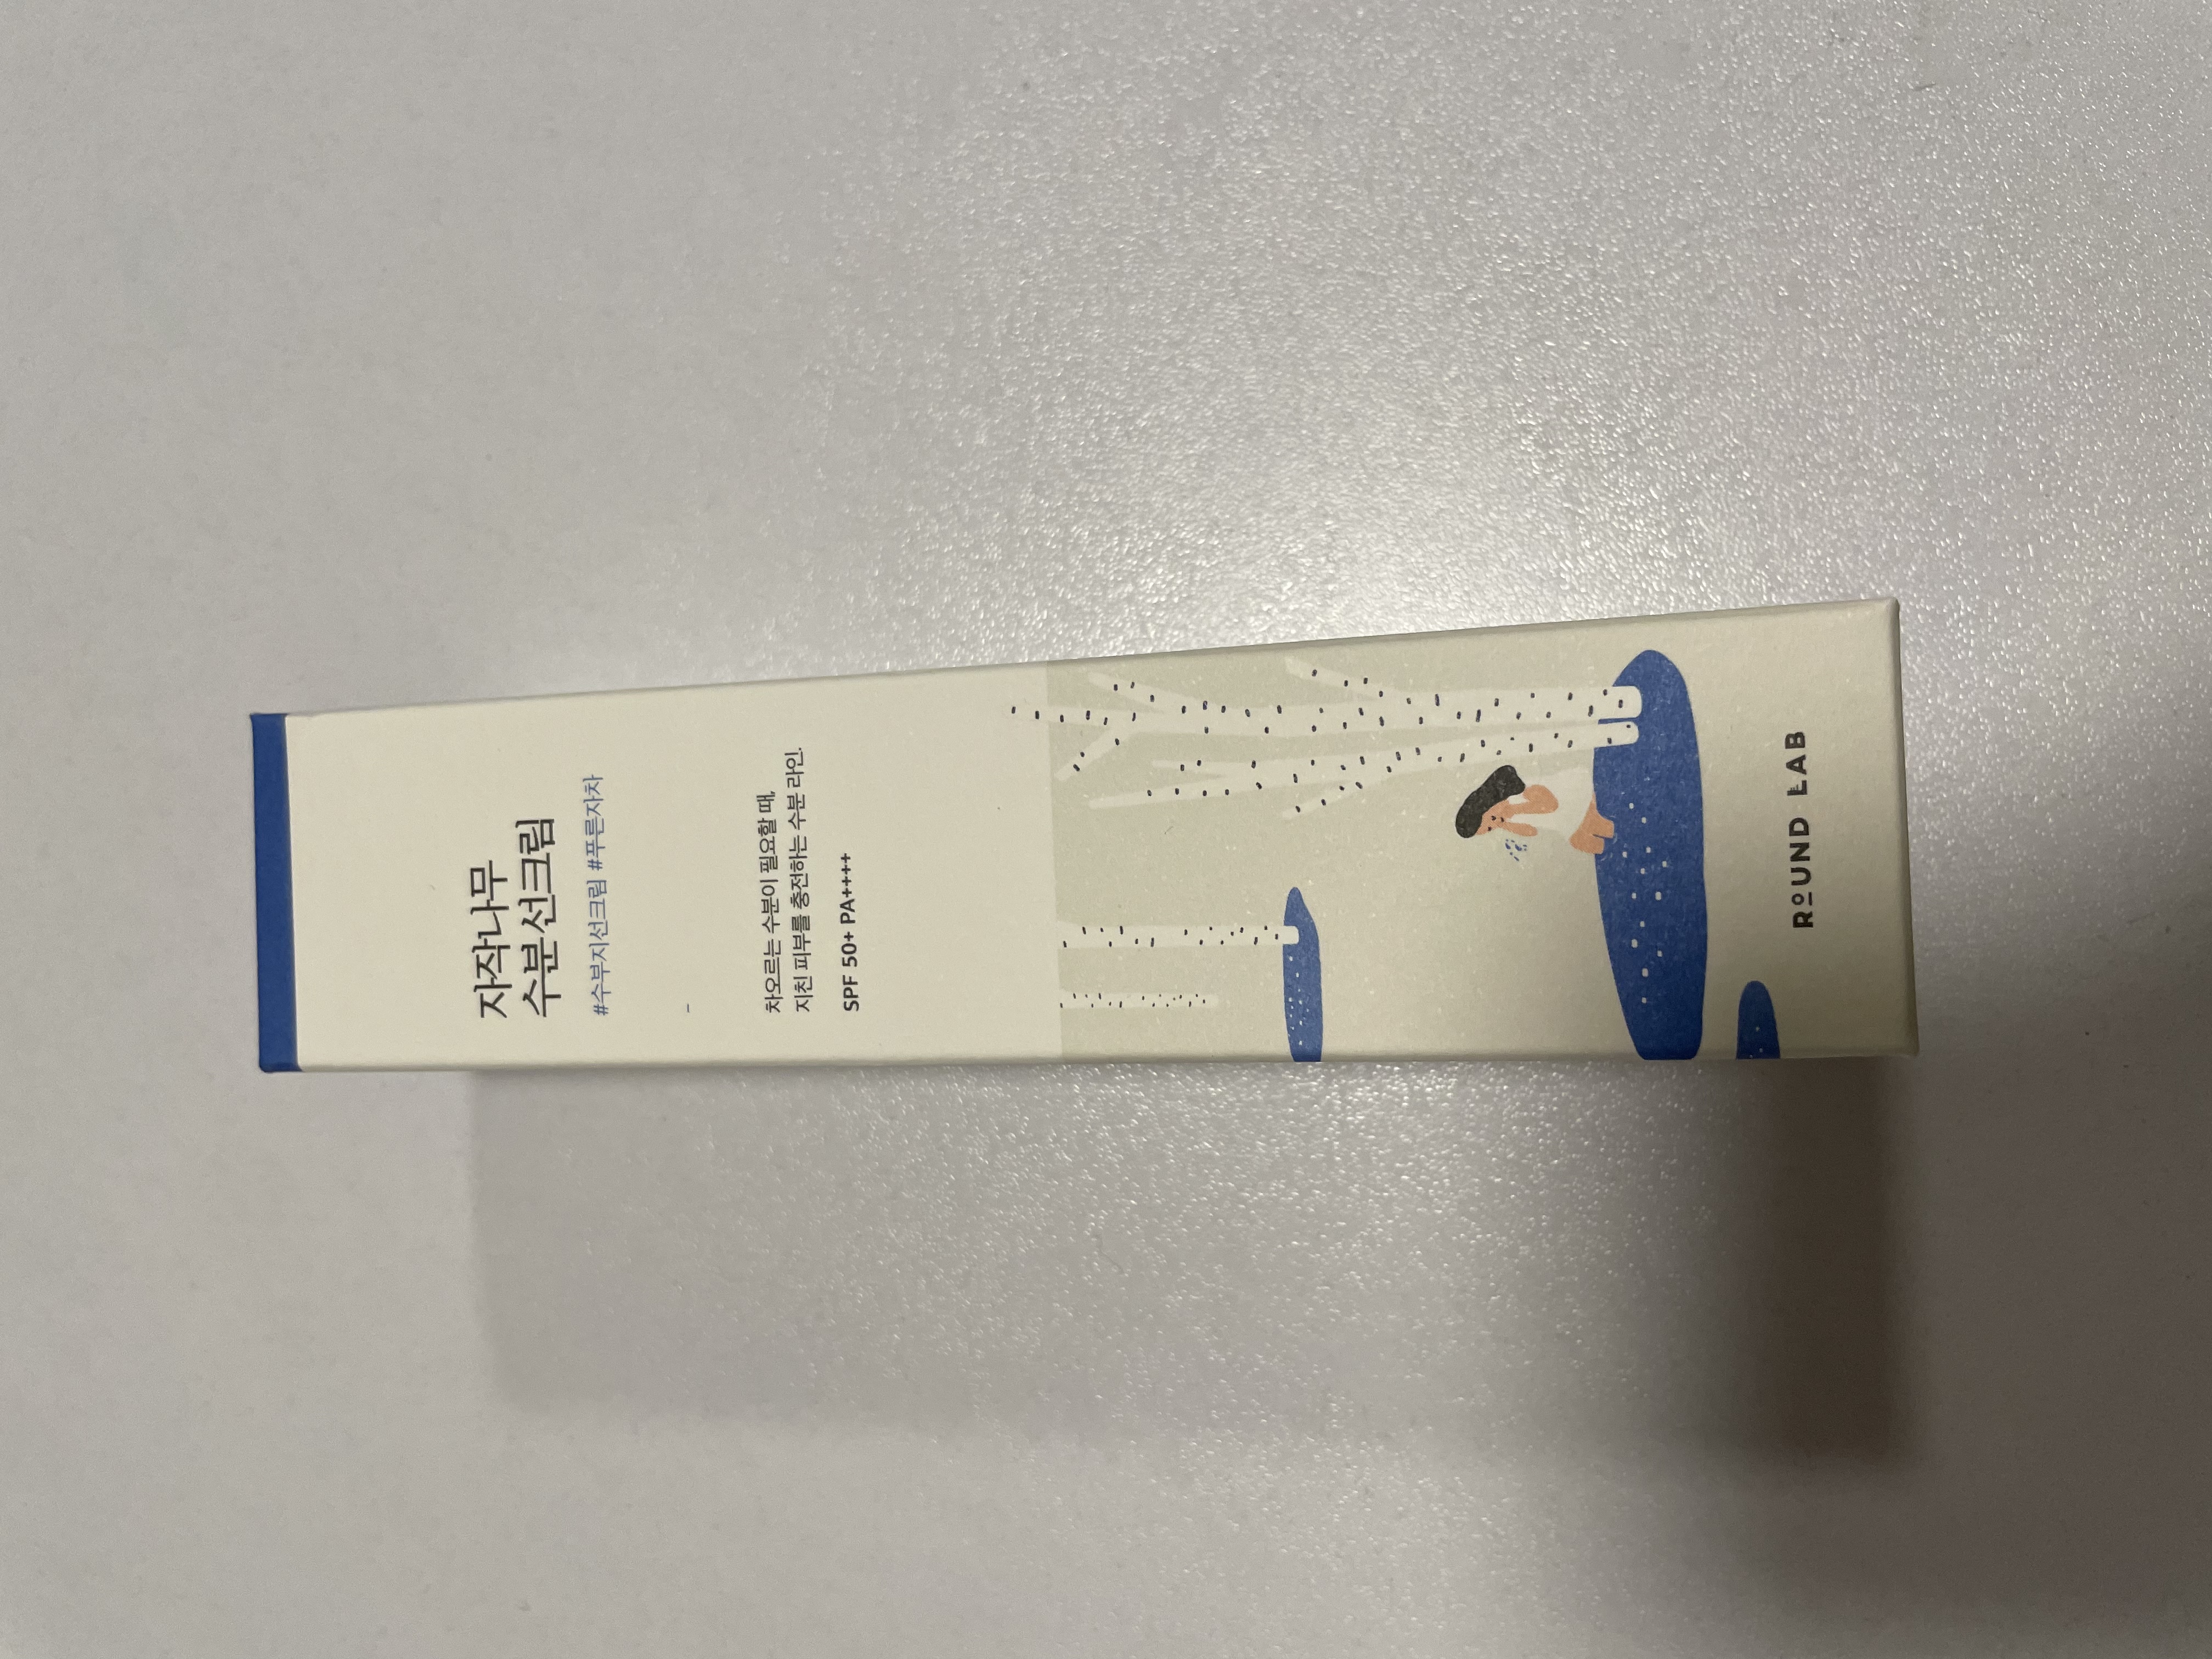 자작나무
수분선크림
#수부지선크림 #푸른자차
차오르는 수분이 필요할 때,
지친 피부를 충전하는 수분 라인.
SPF 50+ PA++++
ROUND LAB